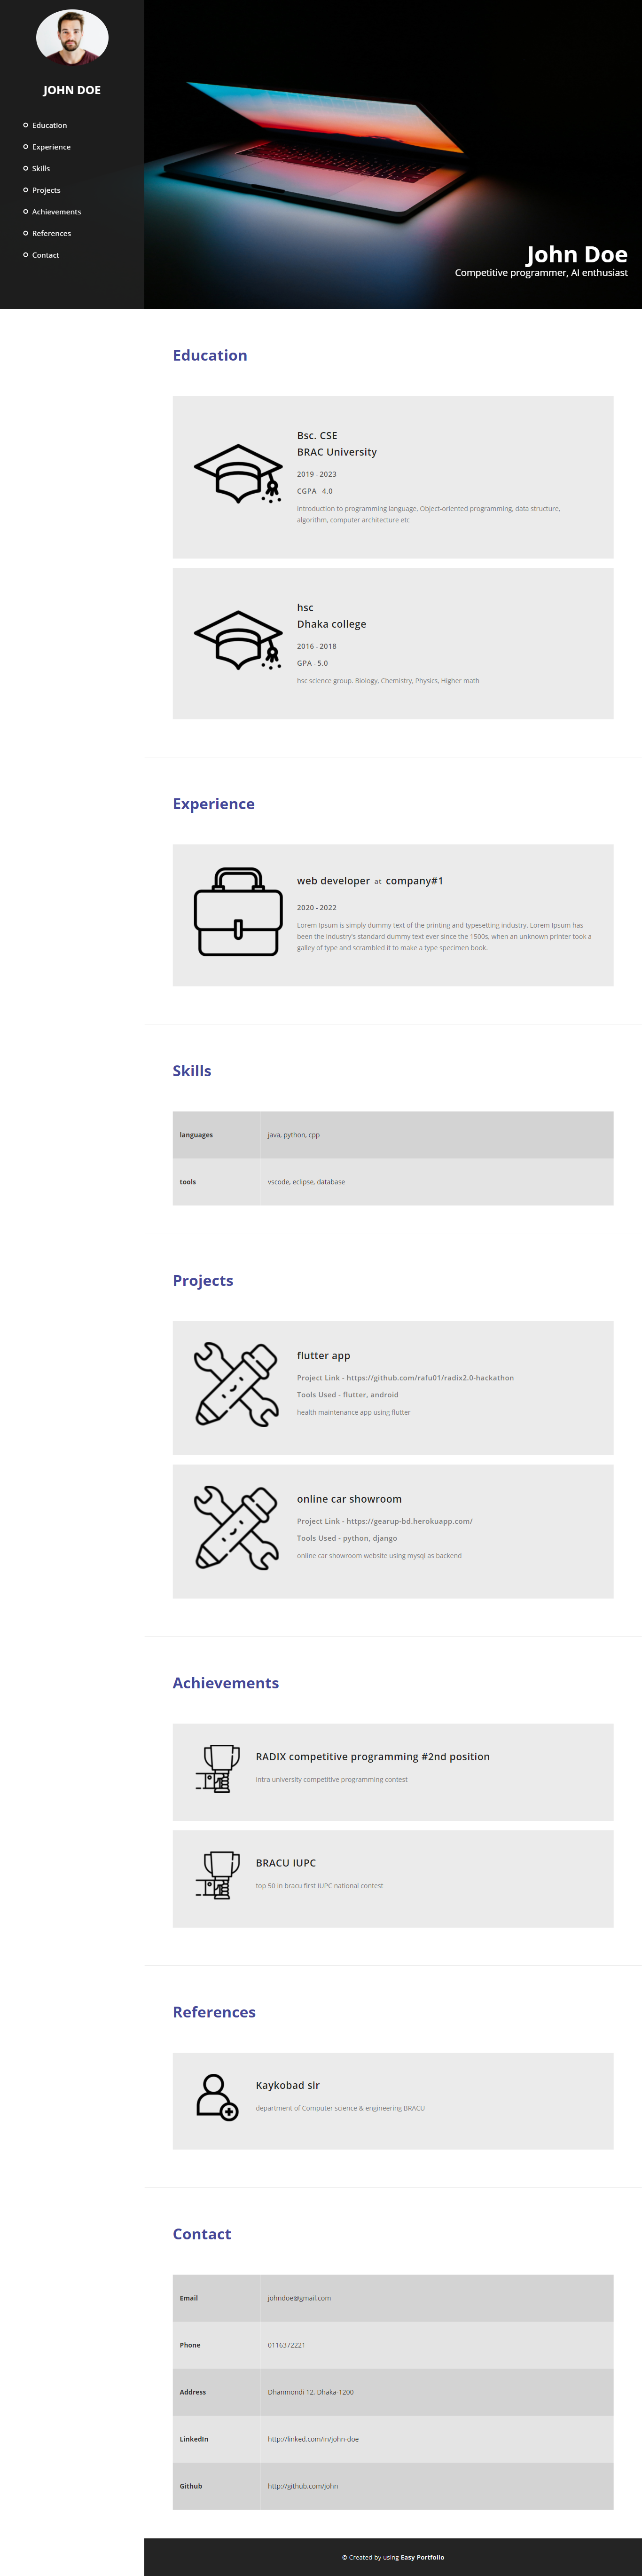 JOHN DOE
Education
Experience
Skills
Projects
Achievements
References
Contact
John Doe
Competitive programmer, AI enthusiast
Education
Bsc. CSE
BRAC University
2019 - 2023
CGPA - 4.0
introduction to programming language, Object-oriented programming, data structure,
algorithm, computer architecture etc
hsc
Dhaka college
2016 - 2018
GPA - 5.0
hsc science group. Biology, Chemistry, Physics, Higher math
Experience
web developer at company#1
2020 - 2022
Lorem Ipsum is simply dummy text of the printing and typesetting industry. Lorem Ipsum has
been the industry's standard dummy text ever since the 1500s, when an unknown printer took a
galley of type and scrambled it to make a type specimen book.
Skills
languages java, python, cpp
tools vscode, eclipse, database
Projects
flutter app
Project Link - https://github.com/rafu01/radix2.0-hackathon
Tools Used - flutter, android
health maintenance app using flutter
online car showroom
Project Link - https://gearup-bd.herokuapp.com/
Tools Used - python, django
online car showroom website using mysql as backend
Achievements
RADIX competitive programming #2nd position
intra university competitive programming contest
BRACU IUPC
top 50 in bracu first IUPC national contest
References
Kaykobad sir
department of Computer science & engineering BRACU
Contact
Email johndoe@gmail.com
Phone 0116372221
Address Dhanmondi 12, Dhaka-1200
LinkedIn http://linked.com/in/john-doe
Github http://github.com/john
© Created by using Easy Portfolio